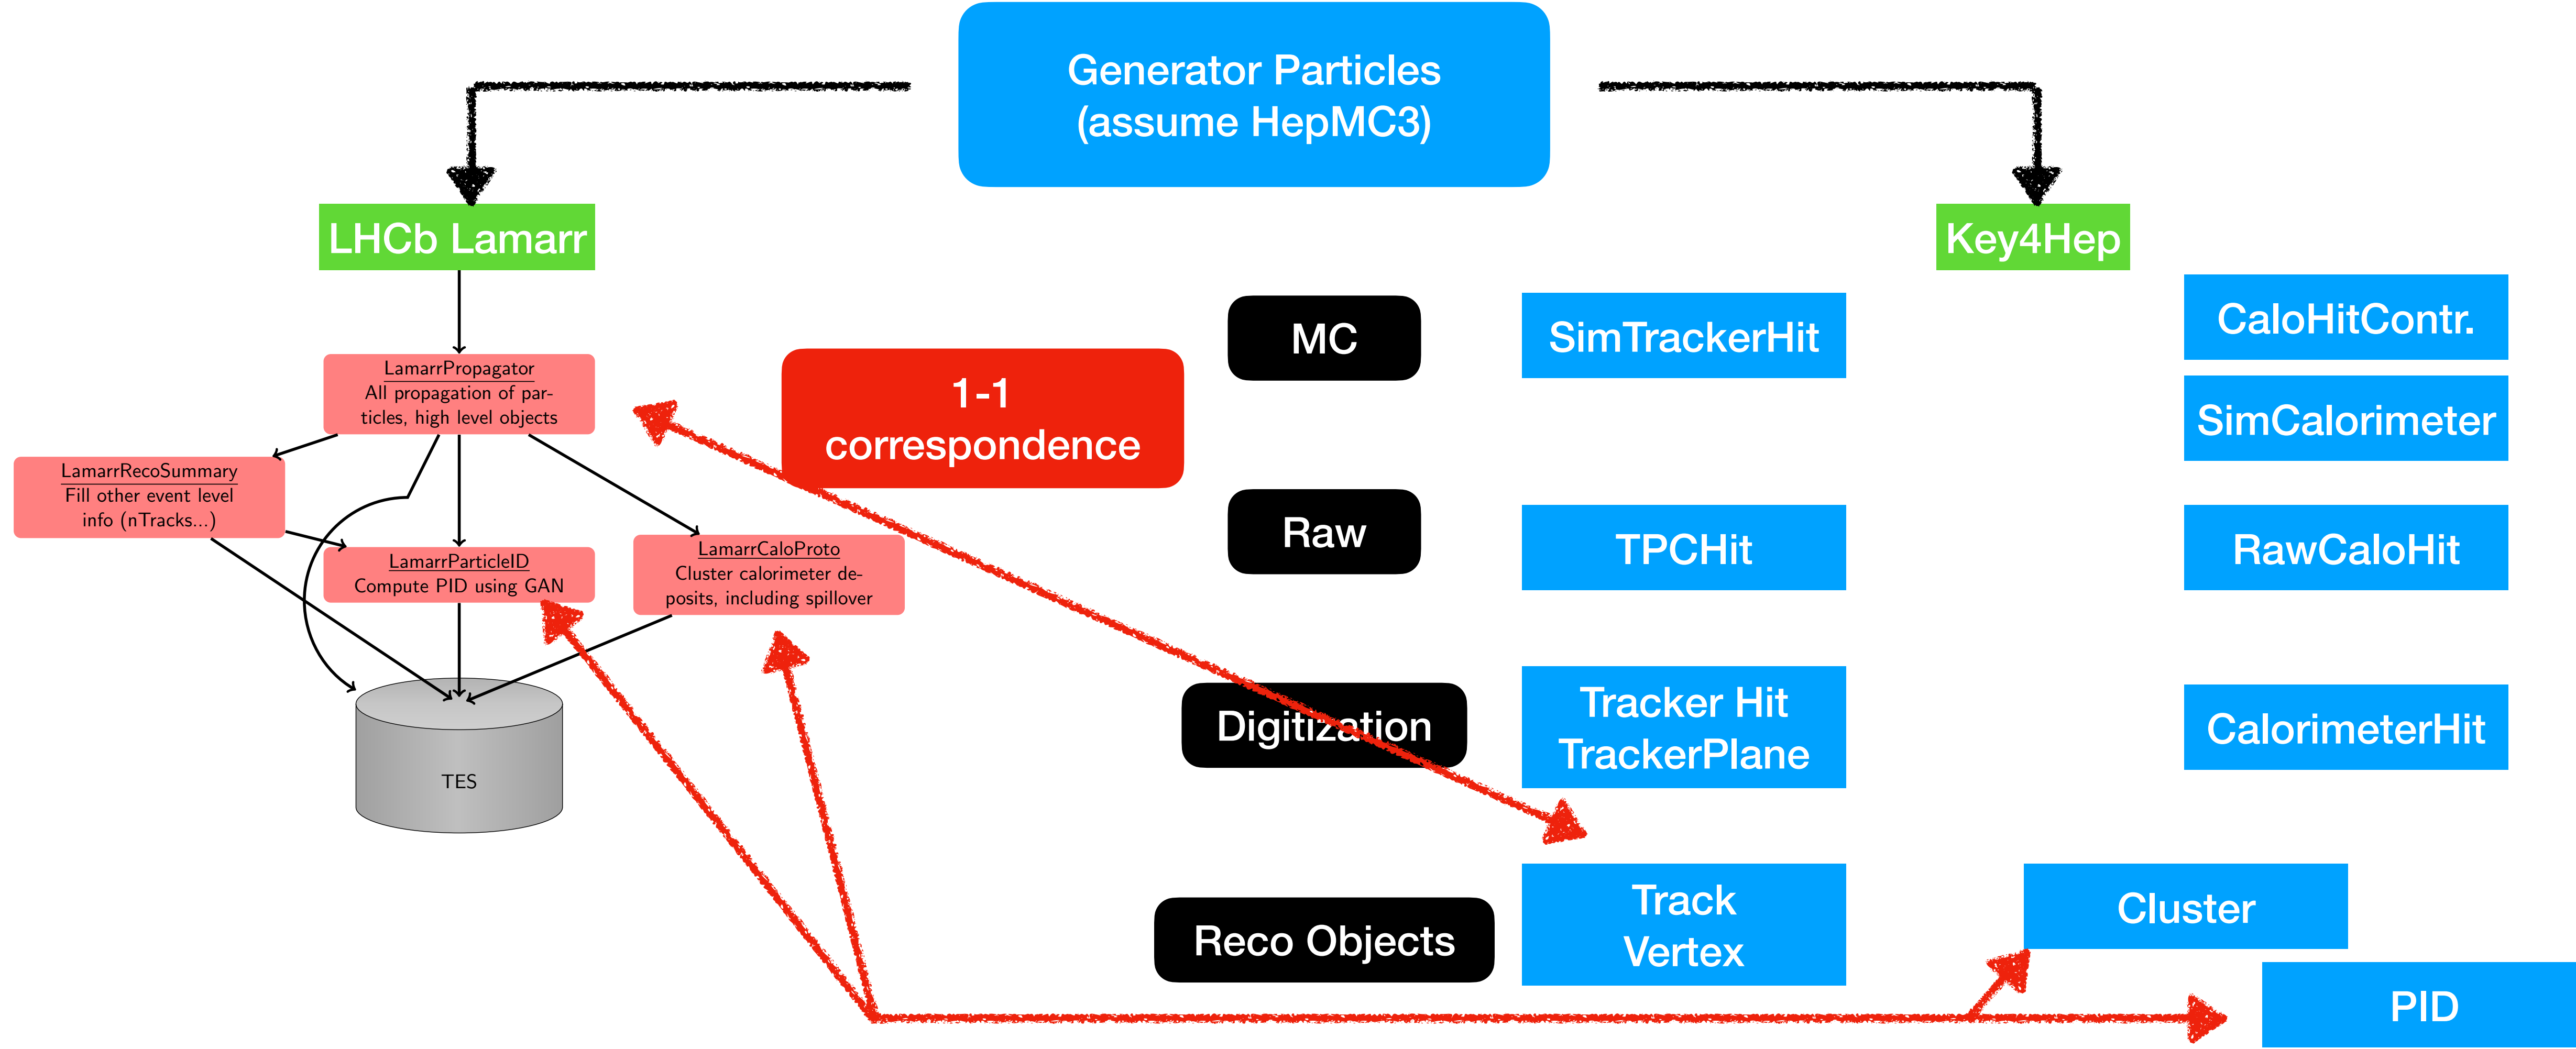 Generator Particles
(assume HepMC3)
LHCb Lamarr
Key4Hep
LamarrPropagator
All propagation of par-
ticles, high level objects
LamarrRecoSummary
Fill other event level
info (nTracks...)
LamarrParticleID
Compute PID using GAN
LamarrCaloProto
Cluster calorimeter de-
posits, including spillover
TES
1-1
correspondence
MC
SimTrackerHit
CaloHitContr.
SimCalorimeter
Raw
TPCHit
RawCaloHit
Digitization
Tracker Hit
TrackerPlane
CalorimeterHit
Reco Objects
Track
Vertex
Cluster
PID